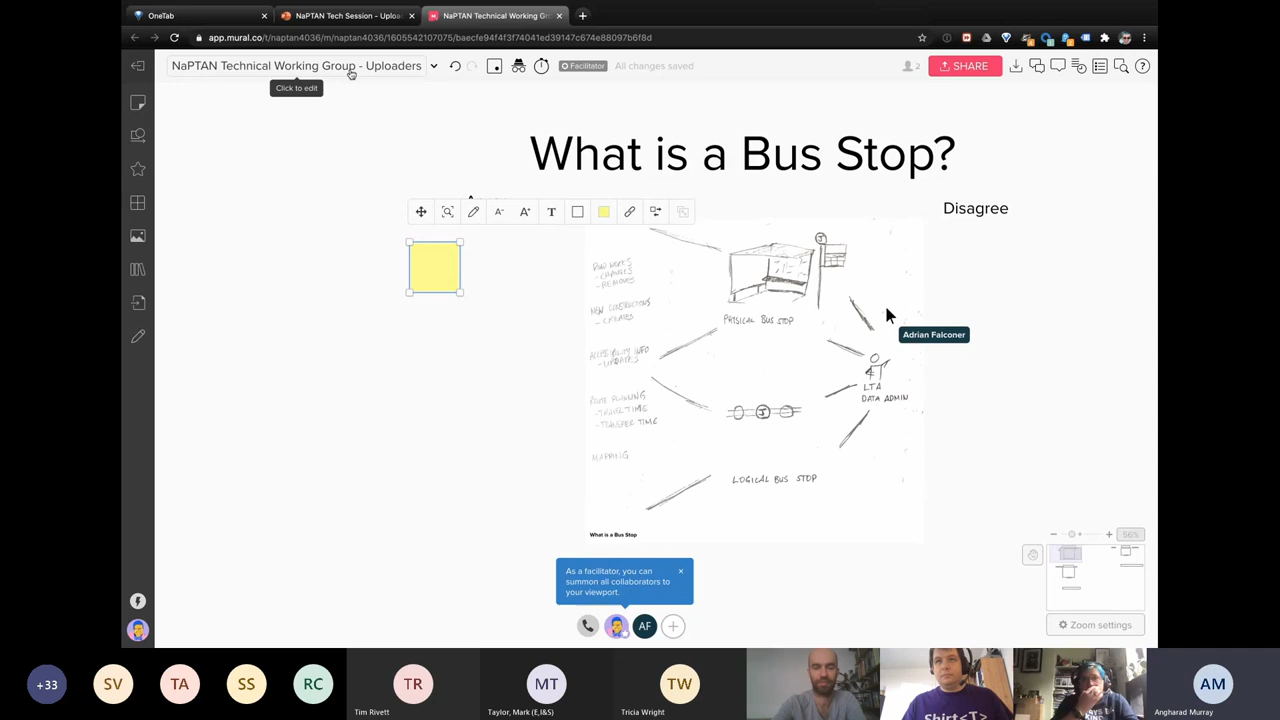 OneTab
NaPTAN Tech Session - Uploa
NaPTAN Technical Working Gro
app.mural.co/t/naptan4036/m/naptan4036/1605542107075/baecfe94f4f3f74041ed39147c674e88097b6f8d
NaPTAN Technical Working Group - Uploaders
Facilitator
All changes saved
2
SHARE
Click to edit
What is a Bus Stop?
Disagree
ROAD WORKS
- CHANGES
- REMOVES
NEW CONSTRUCTIONS
- CREATES
ACCESSIBILITY INFO
- UPDATES
ROUTE PLANNING
- TRAVEL TIME
- TRANSFER TIME
MAPPING
PHYSICAL BUS STOP
J
LTA
DATA ADMIN
J
LOGICAL BUS STOP
What is a Bus Stop
Adrian Falconer
56%
Zoom settings
As a facilitator, you can
summon all collaborators to
your viewport.
AF
+33
SV
TA
SS
RC
TR
Tim Rivett
MT
Taylor, Mark (E,I&S)
TW
Tricia Wright
Shirt<T>
AM
Angharad Murray